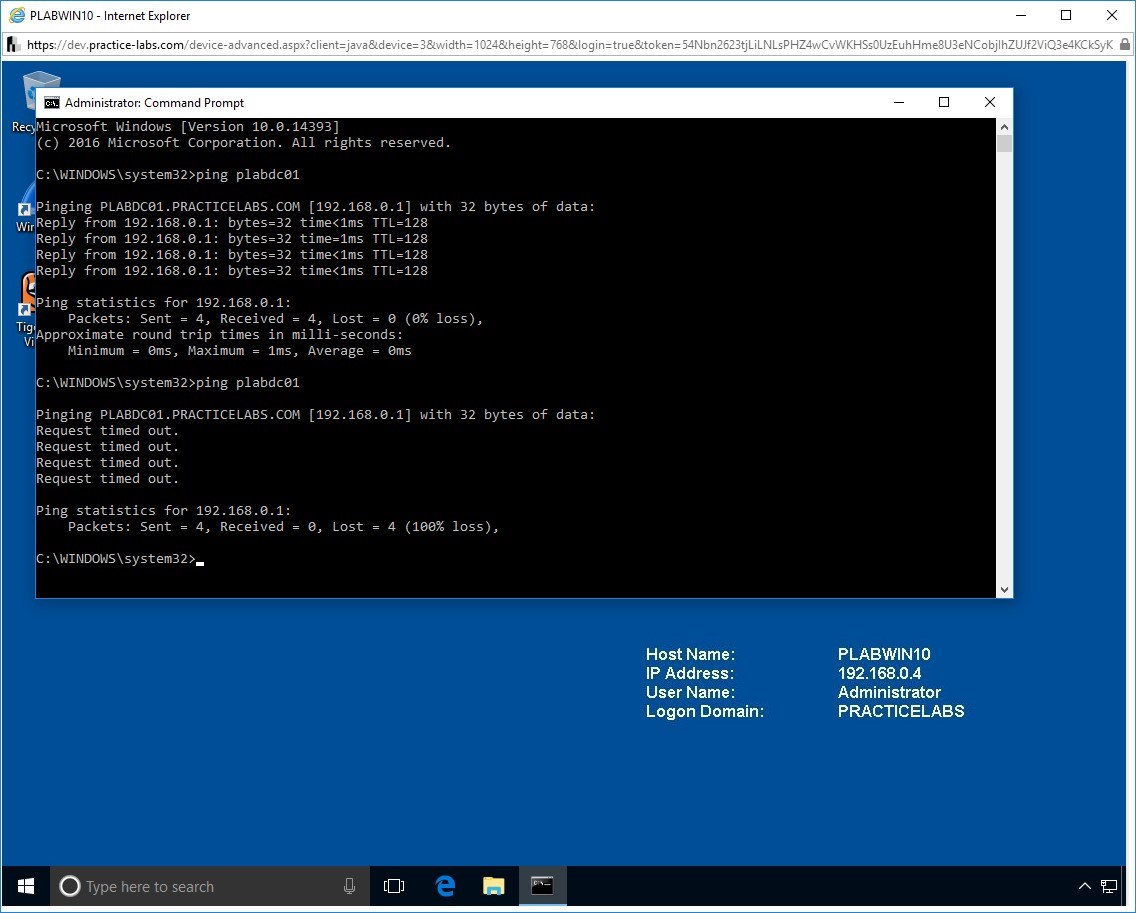 PLABWIN10 - Internet Explorer
https://dev.practice-labs.com/device-advanced.aspx?client=java&device=3&width=1024&height=768&login=true&token=
Administrator: Command Prompt
Microsoft Windows [Version 10.0.14393]
(c) 2016 Microsoft Corporation. All rights reserved.
C:\WINDOWS\system32>ping plabdc01
Pinging PLABDC01.PRACTICELABS.COM [192.168.0.1] with 32 bytes of data:
Reply from 192.168.0.1: bytes=32 time<1ms TTL=128
Reply from 192.168.0.1: bytes=32 time=1ms TTL=128
Reply from 192.168.0.1: bytes=32 time<1ms TTL=128
Reply from 192.168.0.1: bytes=32 time<1ms TTL=128
Ping statistics for 192.168.0.1:
Packets: Sent = 4, Received = 4, Lost = 0 (0% loss),
Approximate round trip times in milli-seconds:
Minimum = 0ms, Maximum = 1ms, Average = 0ms
C:\WINDOWS\system32>ping plabdc01
Pinging PLABDC01.PRACTICELABS.COM [192.168.0.1] with 32 bytes of data:
Request timed out.
Request timed out.
Request timed out.
Request timed out.
Ping statistics for 192.168.0.1:
Packets: Sent = 4, Received = 0, Lost = 4 (100% loss),
C:\WINDOWS\system32>
Recy
Win
Tig
Vi
Host Name: PLABWIN10
IP Address: 192.168.0.4
User Name: Administrator
Logon Domain: PRACTICELABS
Type here to search